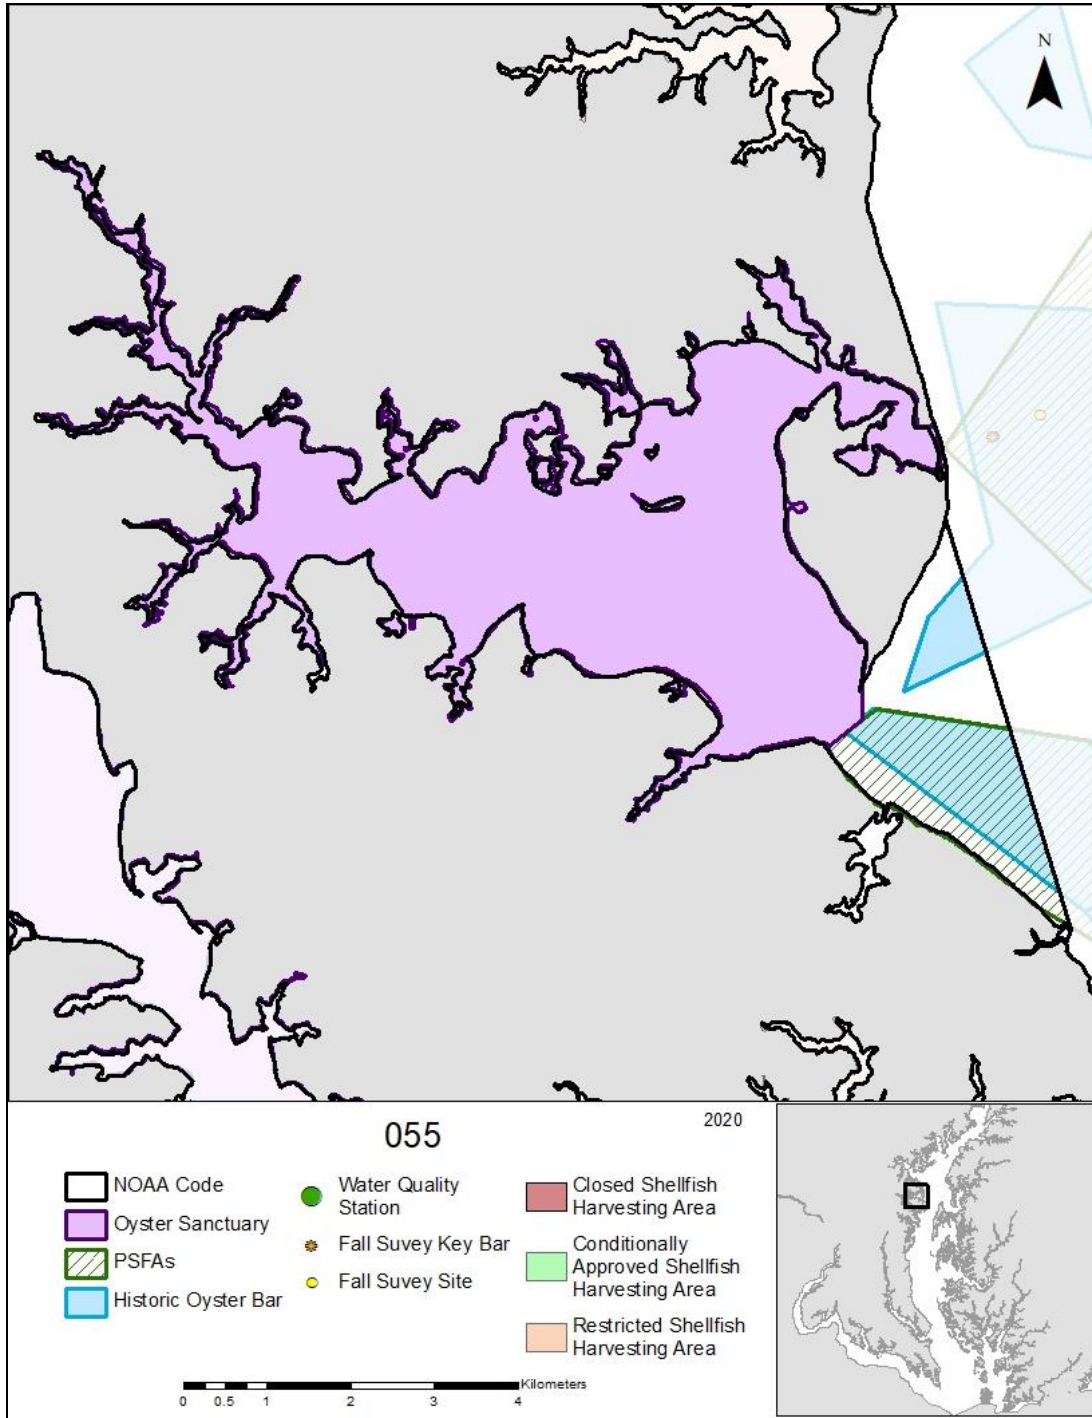 N
055
2020
NOAA Code
Oyster Sanctuary
PSFAs
Historic Oyster Bar
Water Quality
Station
Fall Suvey Key Bar
Fall Suvey Site
Closed Shellfish
Harvesting Area
Conditionally
Approved Shellfish
Harvesting Area
Restricted Shellfish
Harvesting Area
Kilometers
0 0.5 1 2 3 4